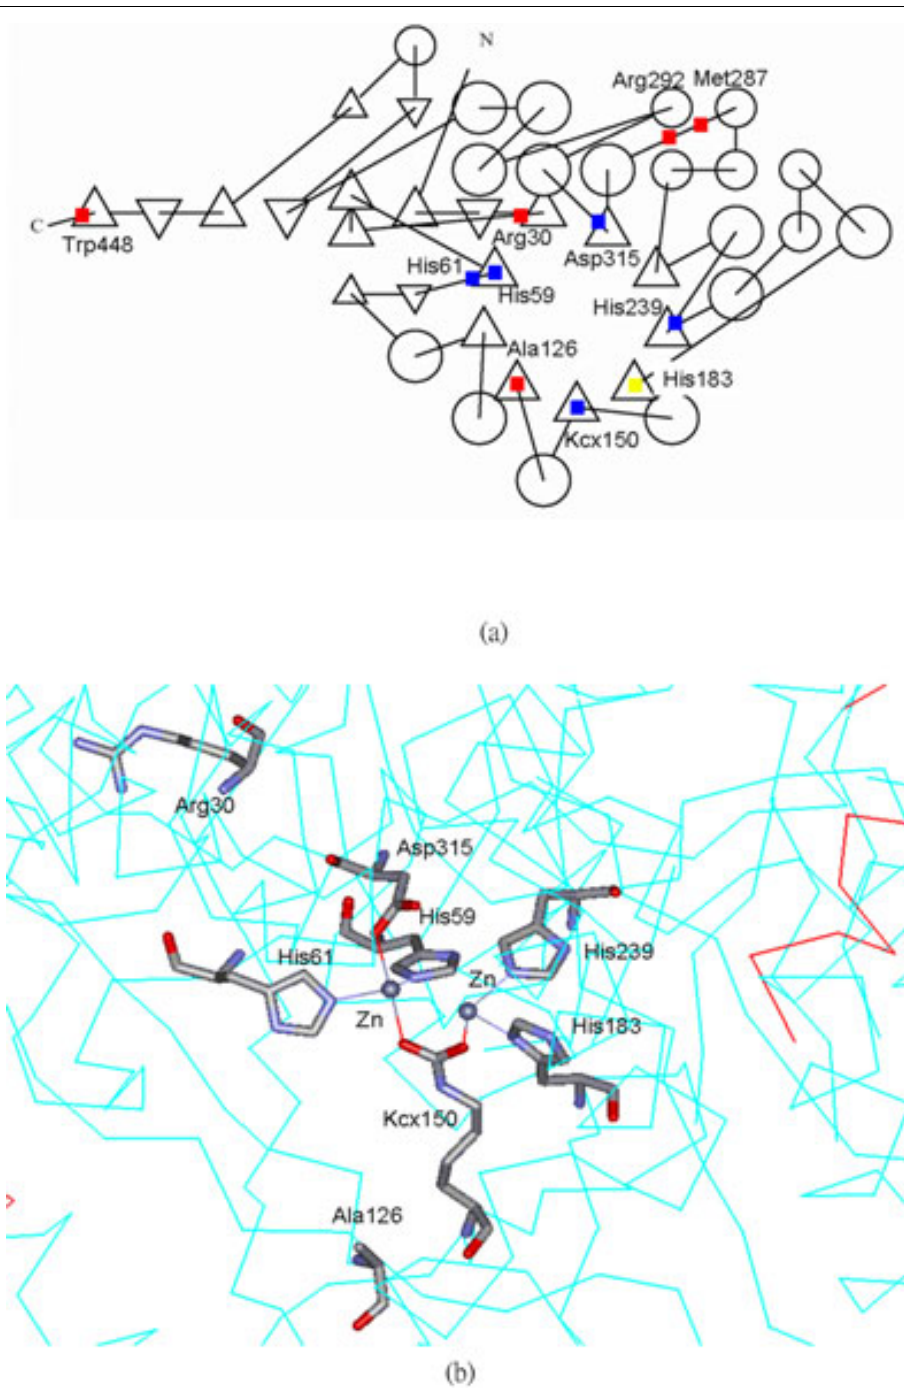 N
Arg292 Met287
C
Trp448
Arg30
Asp315
His61
His59
His239
Ala126
His183
Kcx150
(a)
Arg30
Asp315
His59
His61
His239
Zn
Zn
His183
Kcx150
Ala126
(b)